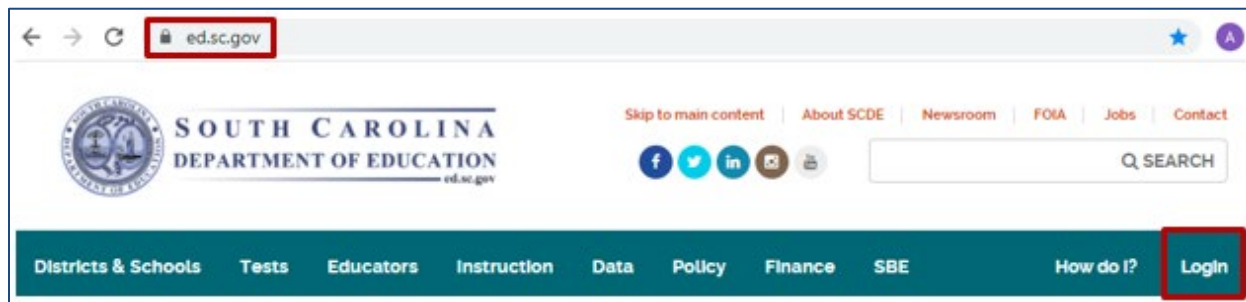 ed.sc.gov
A
SOUTH CAROLINA
DEPARTMENT OF EDUCATION
ed.sc.gov
Skip to main content About SCDE Newsroom FOIA Jobs Contact
SEARCH
Districts & Schools Tests Educators Instruction Data Policy Finance SBE How do I? Login